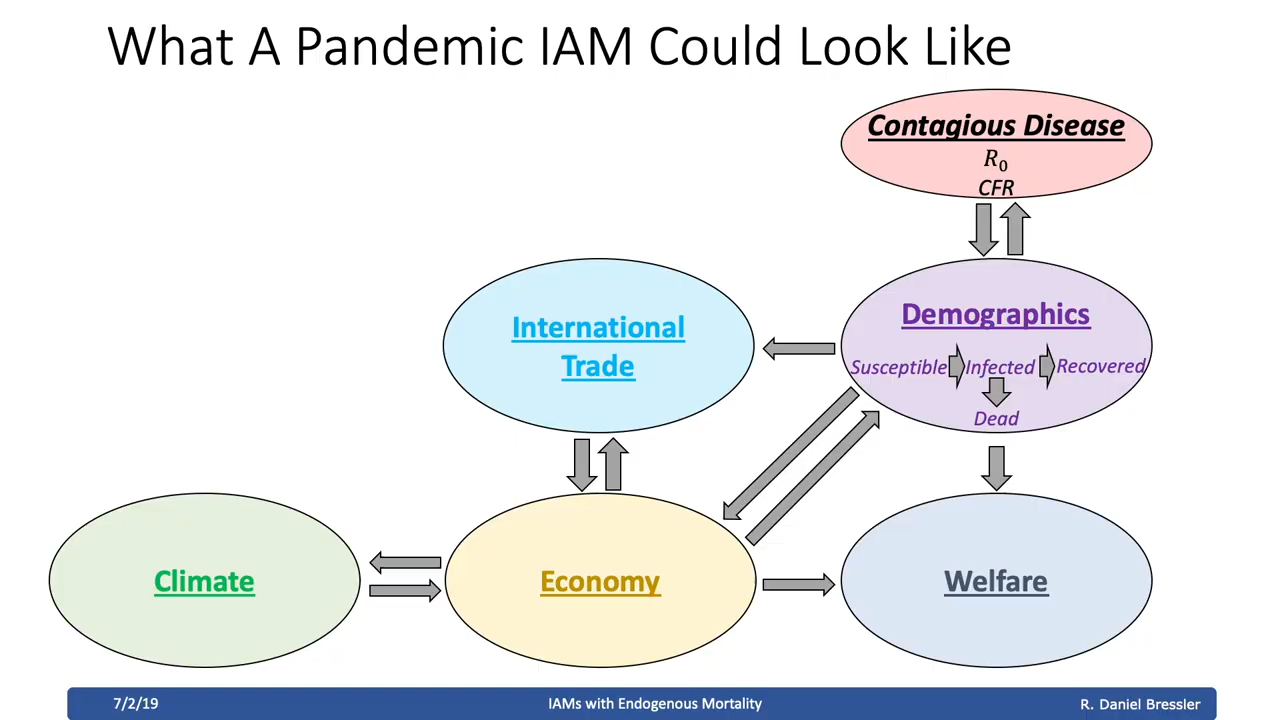 What A Pandemic IAM Could Look Like
Contagious Disease
R₀
CFR
Demographics
Susceptible Infected Recovered
Dead
International
Trade
Climate
Economy
Welfare
7/2/19
IAMs with Endogenous Mortality
R. Daniel Bressler